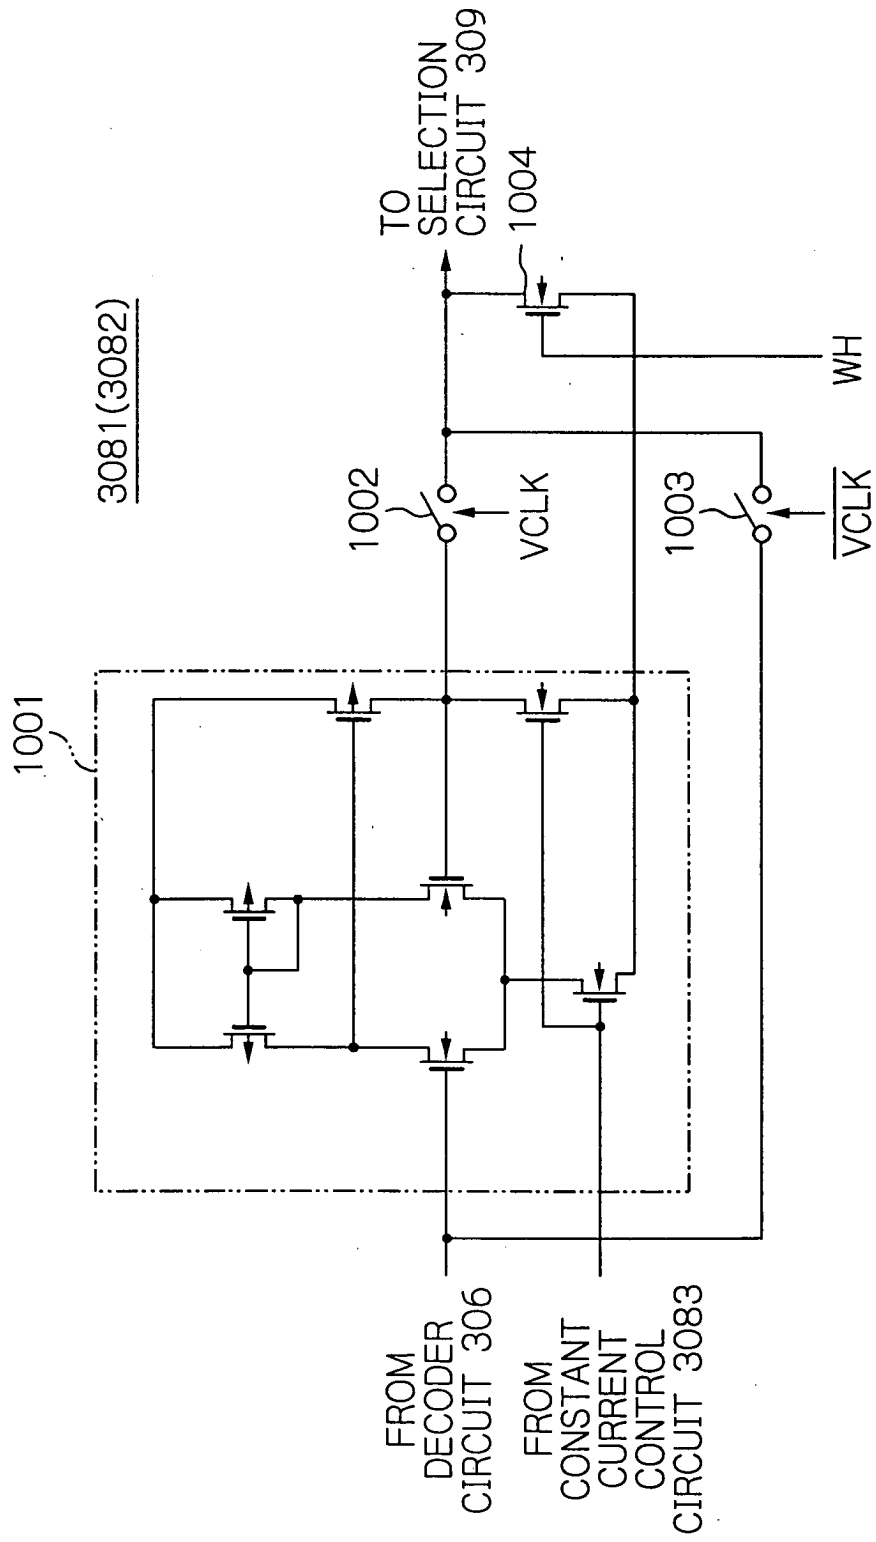 3081(3082)
1001
1002
VCLK
1003
VCLK
TO
SELECTION
CIRCUIT 309
1004
WH
FROM
DECODER
CIRCUIT 306
FROM
CONSTANT
CURRENT
CONTROL
CIRCUIT 3083